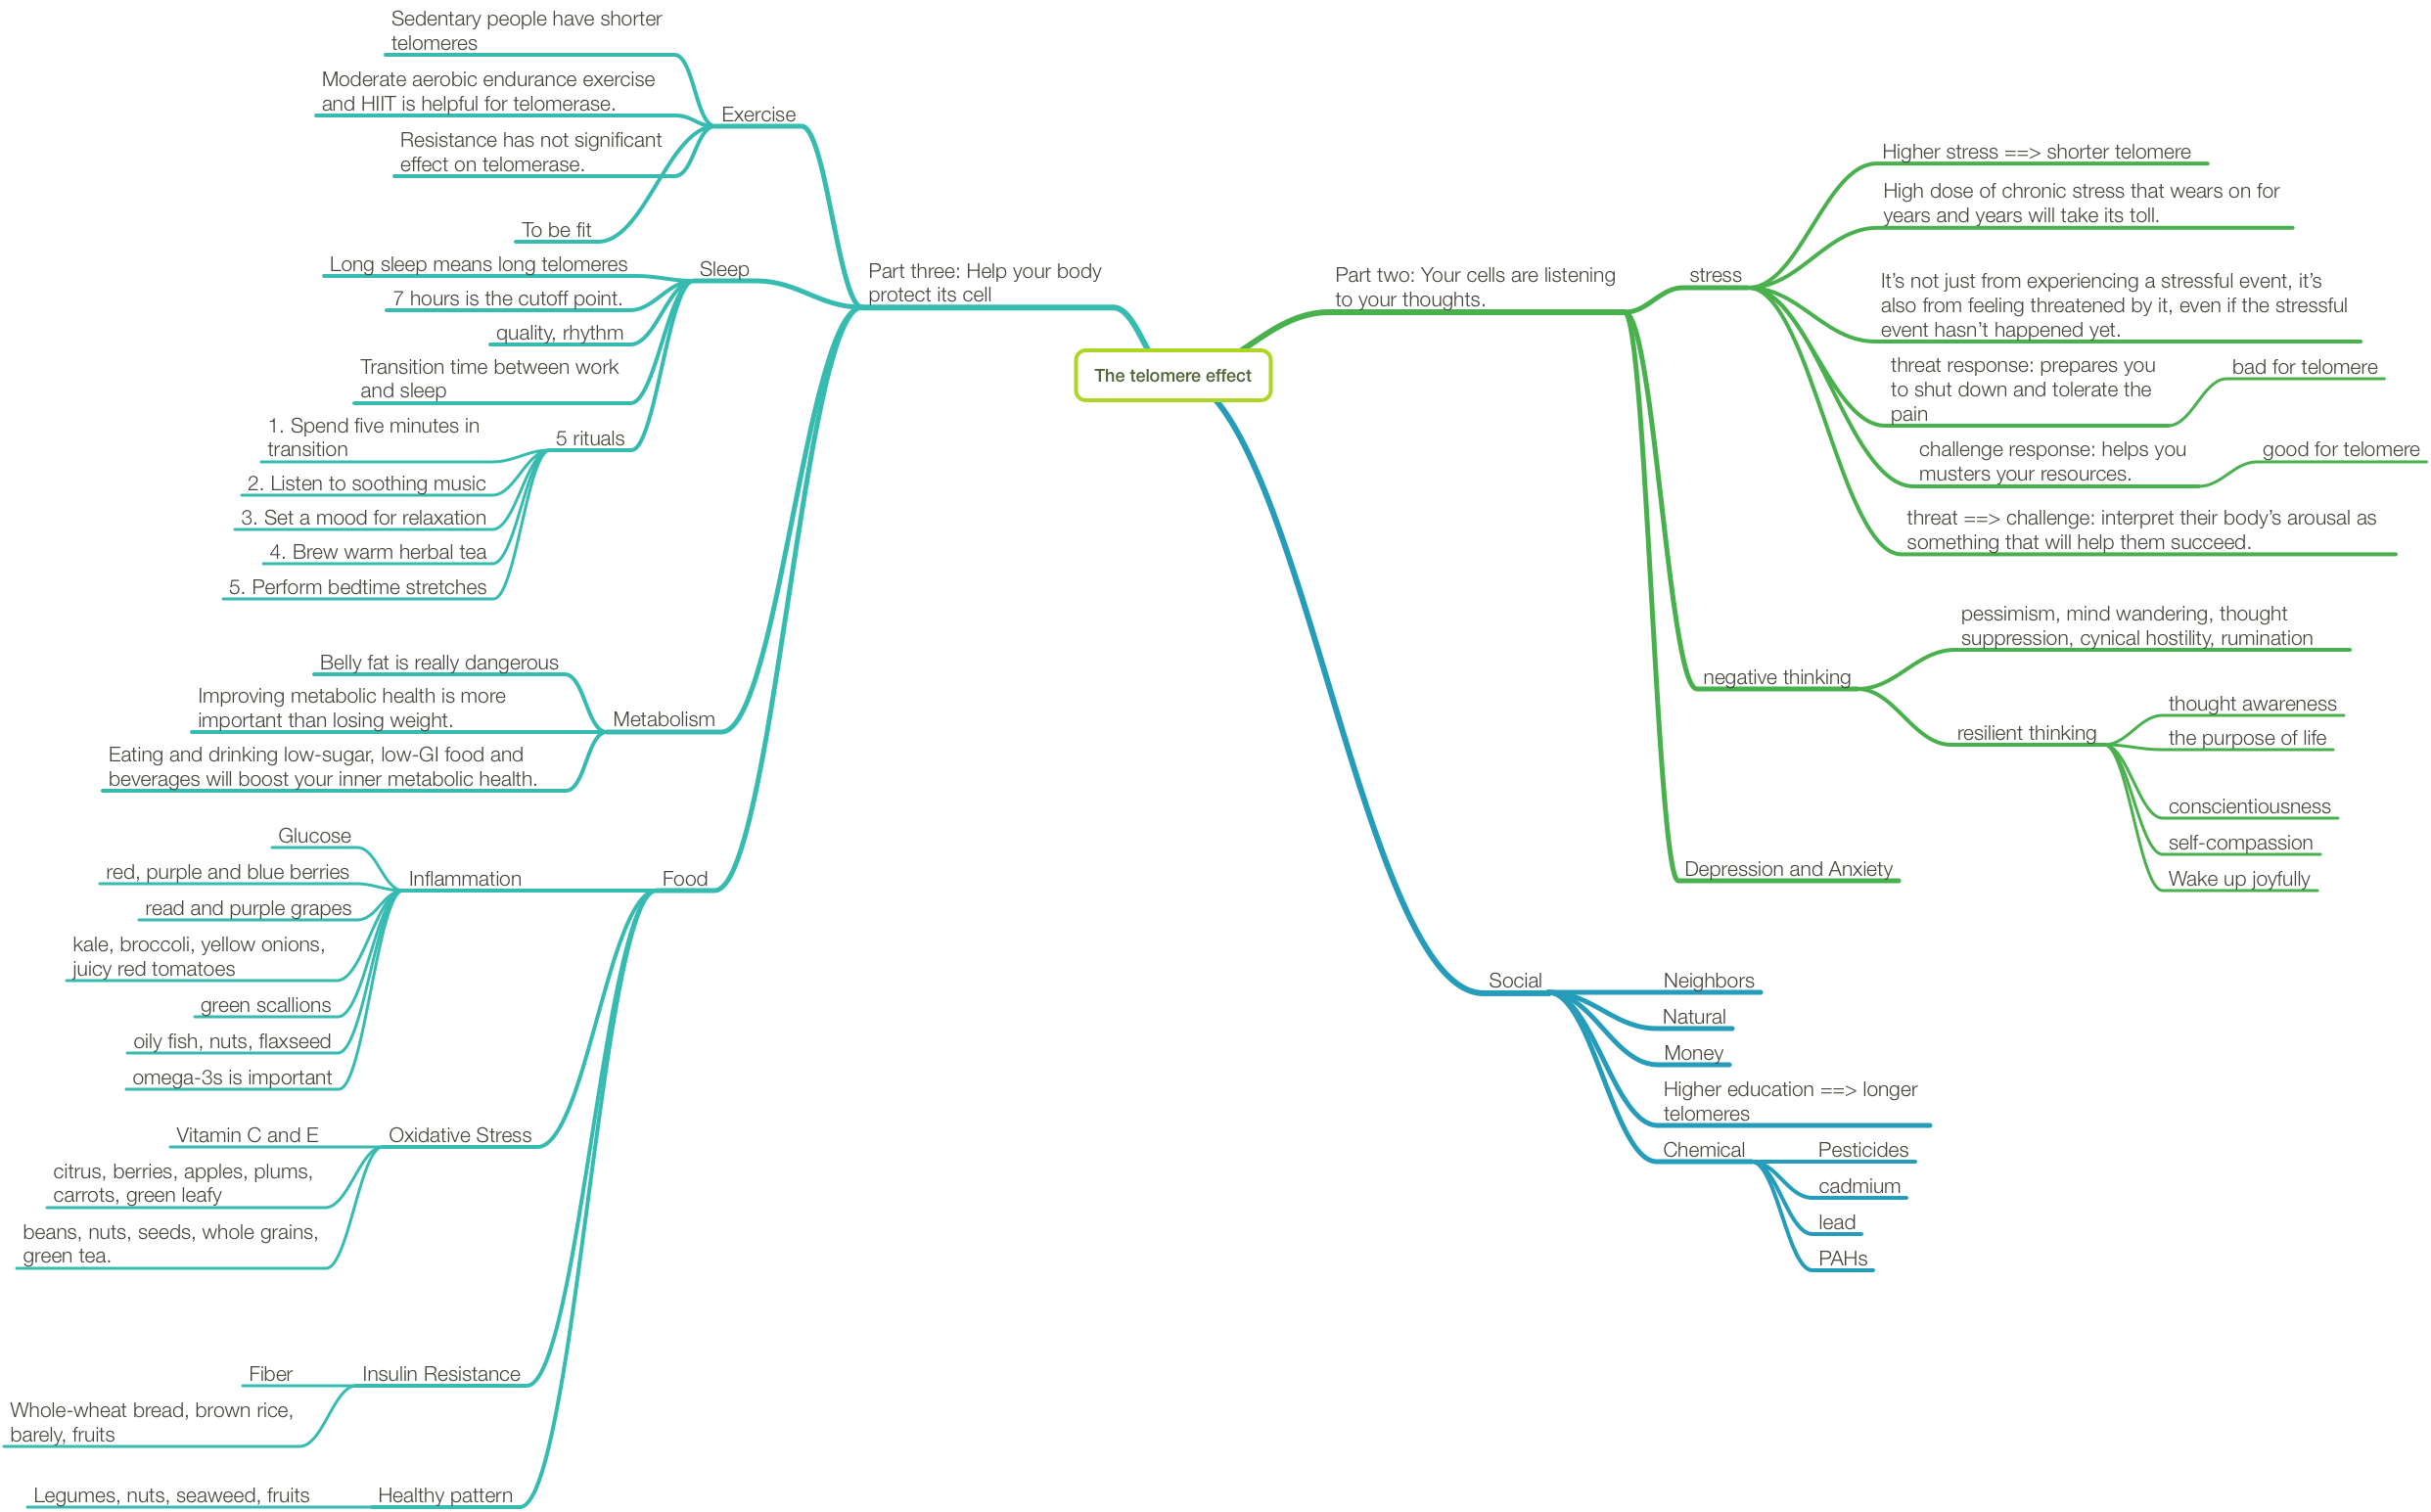 The telomere effect
Part two: Your cells are listening
to your thoughts.
stress
Higher stress ==> shorter telomere
High dose of chronic stress that wears on for
years and years will take its toll.
It’s not just from experiencing a stressful event, it’s
also from feeling threatened by it, even if the stressful
event hasn’t happened yet.
threat response: prepares you
to shut down and tolerate the
pain
bad for telomere
challenge response: helps you
musters your resources.
good for telomere
threat ==> challenge: interpret their body’s arousal as
something that will help them succeed.
negative thinking
pessimism, mind wandering, thought
suppression, cynical hostility, rumination
resilient thinking
thought awareness
the purpose of life
conscientiousness
self-compassion
Wake up joyfully
Depression and Anxiety
Social
Neighbors
Natural
Money
Higher education ==> longer
telomeres
Chemical
Pesticides
cadmium
lead
PAHs
Part three: Help your body
protect its cell
Exercise
Sedentary people have shorter
telomeres
Moderate aerobic endurance exercise
and HIIT is helpful for telomerase.
Resistance has not significant
effect on telomerase.
To be fit
Sleep
Long sleep means long telomeres
7 hours is the cutoff point.
quality, rhythm
Transition time between work
and sleep
5 rituals
1. Spend five minutes in
transition
2. Listen to soothing music
3. Set a mood for relaxation
4. Brew warm herbal tea
5. Perform bedtime stretches
Metabolism
Belly fat is really dangerous
Improving metabolic health is more
important than losing weight.
Eating and drinking low-sugar, low-GI food and
beverages will boost your inner metabolic health.
Food
Inflammation
Glucose
red, purple and blue berries
read and purple grapes
kale, broccoli, yellow onions,
juicy red tomatoes
green scallions
oily fish, nuts, flaxseed
omega-3s is important
Oxidative Stress
Vitamin C and E
citrus, berries, apples, plums,
carrots, green leafy
beans, nuts, seeds, whole grains,
green tea.
Insulin Resistance
Fiber
Whole-wheat bread, brown rice,
barely, fruits
Healthy pattern
Legumes, nuts, seaweed, fruits